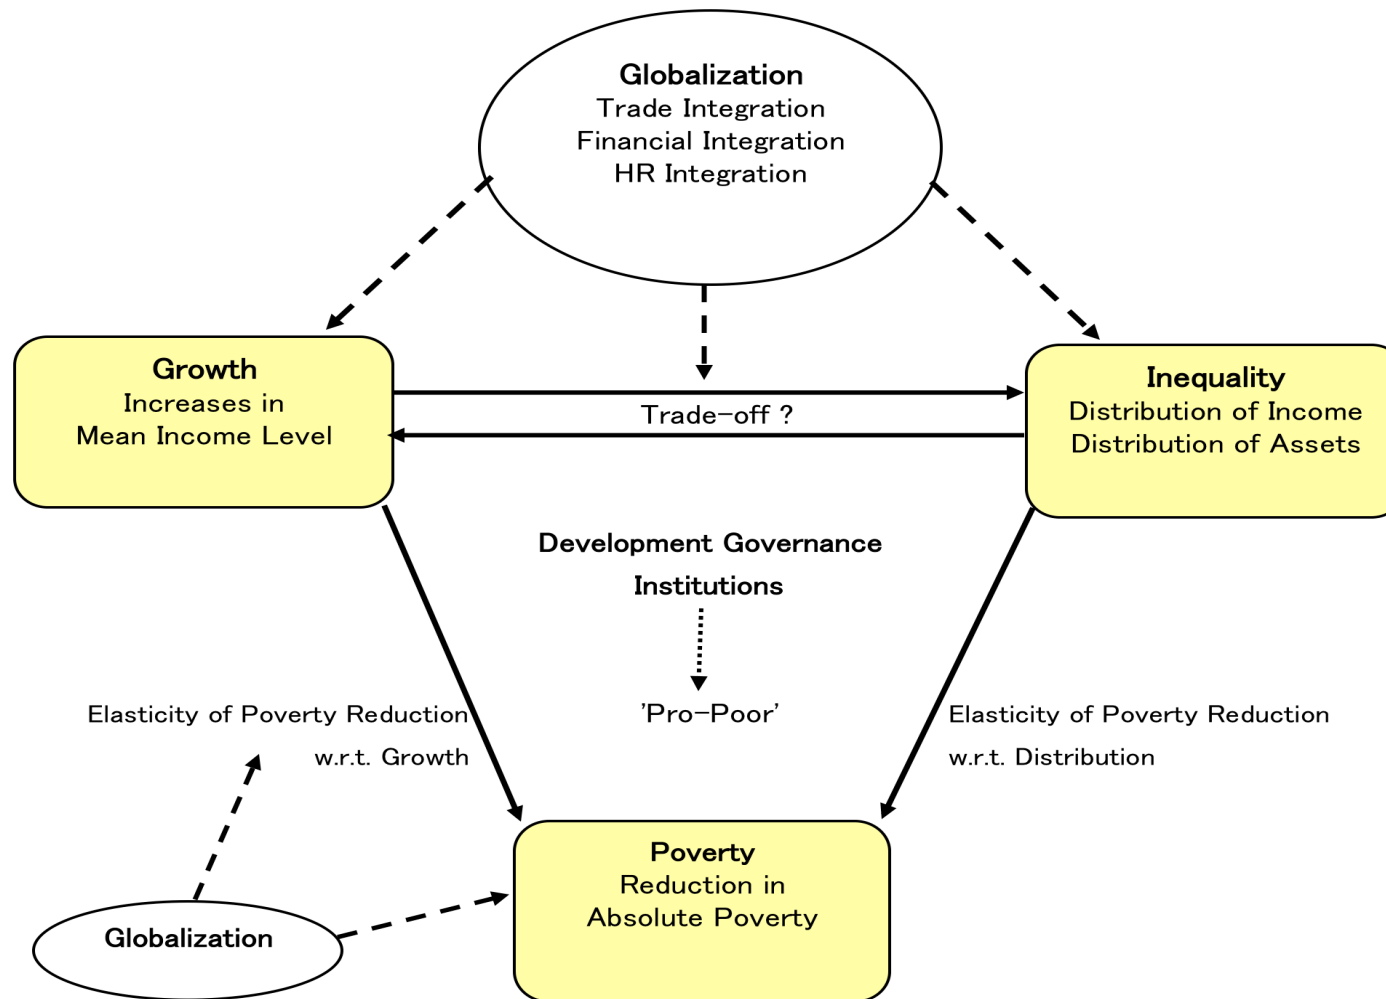 Globalization
Trade Integration
Financial Integration
HR Integration
Growth
Increases in
Mean Income Level
Trade-off ?
Inequality
Distribution of Income
Distribution of Assets
Development Governance
Institutions
'Pro-Poor'
Elasticity of Poverty Reduction
w.r.t. Growth
Elasticity of Poverty Reduction
w.r.t. Distribution
Poverty
Reduction in
Absolute Poverty
Globalization